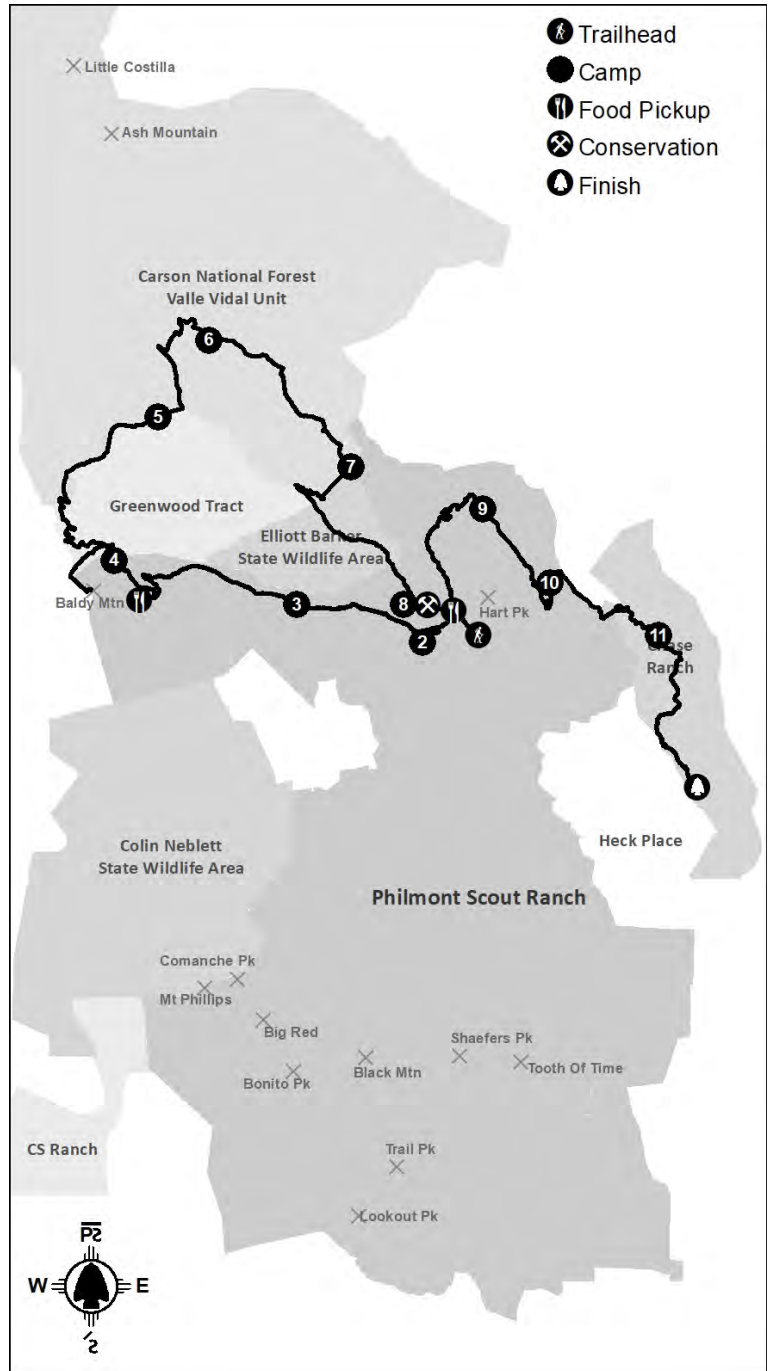 Trailhead
Camp
Food Pickup
Conservation
Finish
Little Costilla
Ash Mountain
Carson National Forest
Valle Vidal Unit
6
5
7
Greenwood Tract
9
Elliott Barker
State Wildlife Area
4
10
Baldy Mtn
3
8
Hart Pk
2
11
Chase
Ranch
Heck Place
Colin Neblett
State Wildlife Area
Philmont Scout Ranch
Comanche Pk
Mt Phillips
Big Red
Shaefers Pk
Bonito Pk
Black Mtn
Tooth Of Time
CS Ranch
Trail Pk
Lookout Pk
W
E